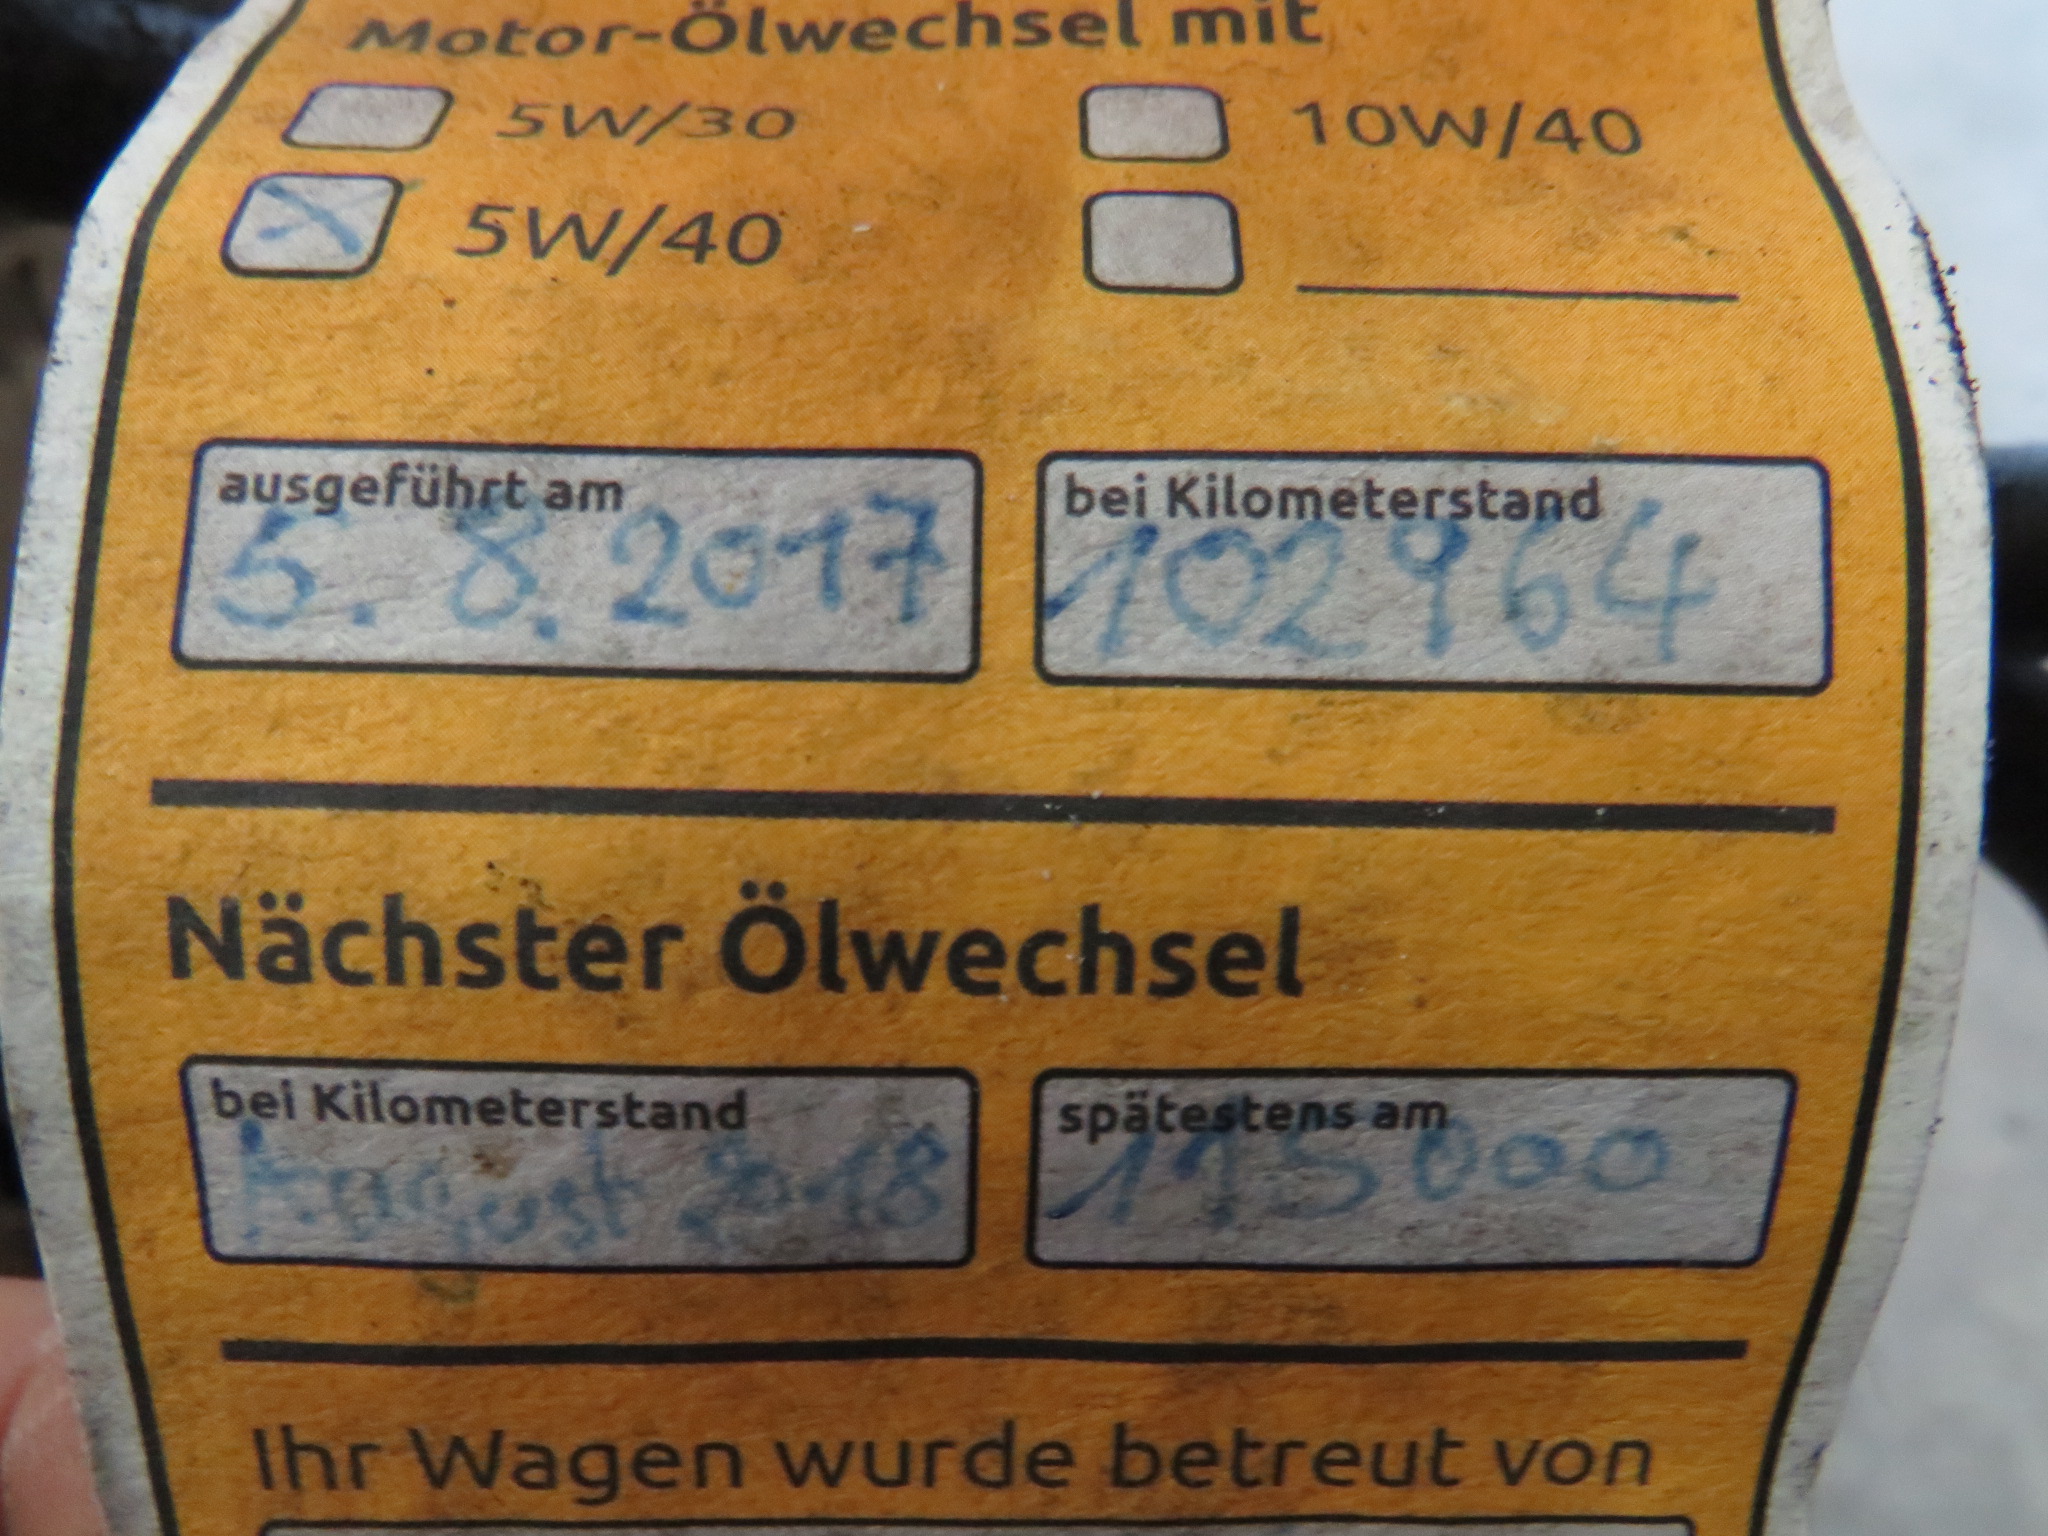 Motor-Ölwechsel mit
5W/30 10W/40
5W/40
ausgeführt am bei Kilometerstand
5. 8. 2017 102964
Nächster Ölwechsel
bei Kilometerstand spätestens am
August 2018 115000
Ihr Wagen wurde betreut von